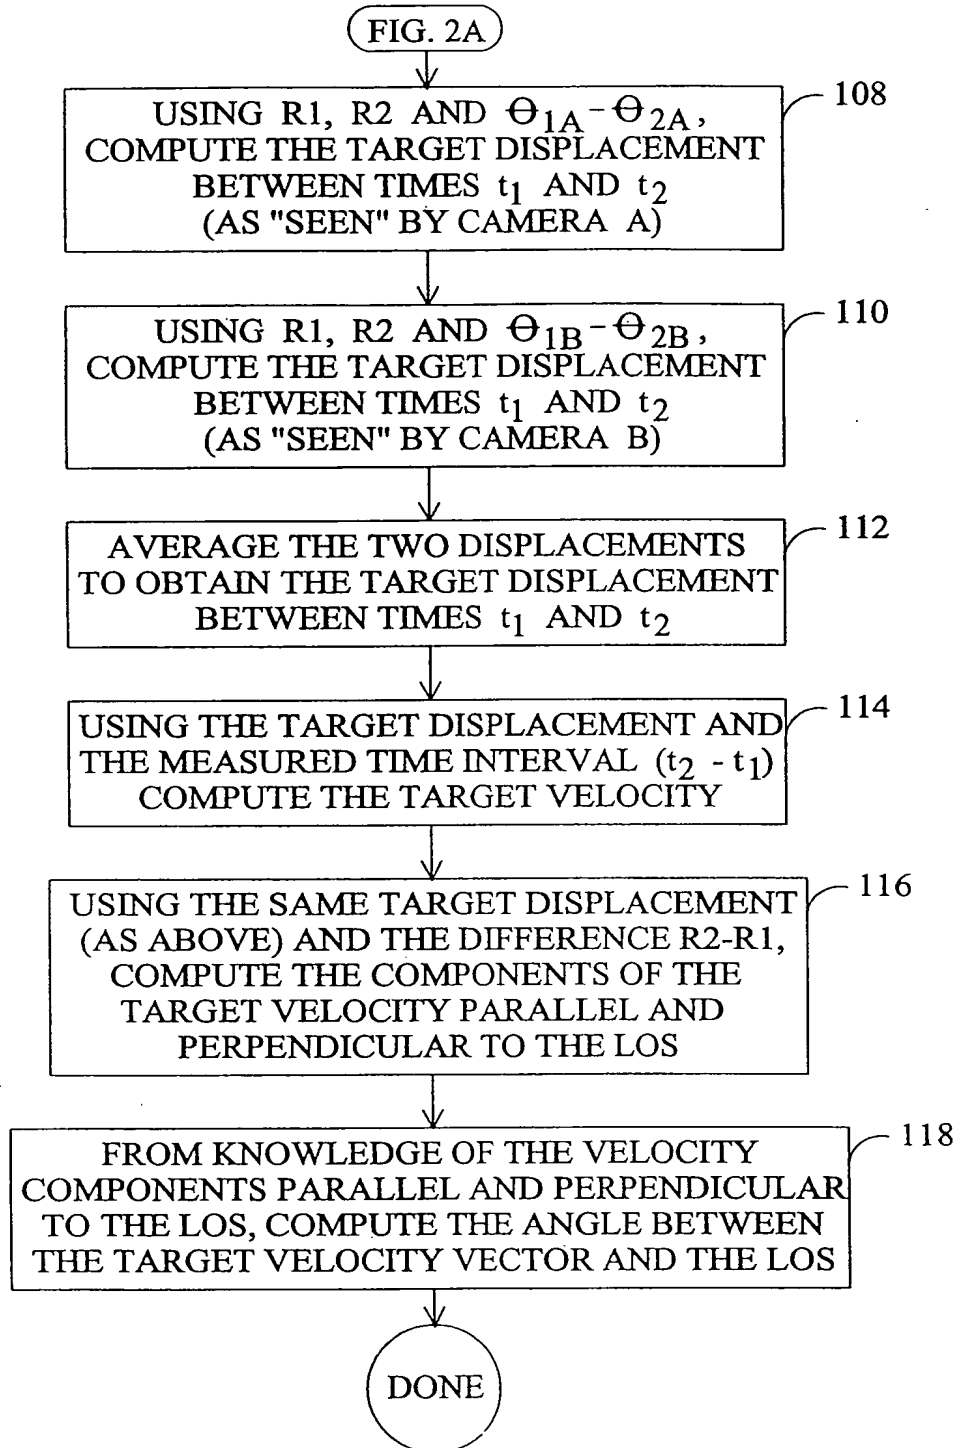 FIG. 2A
USING R1, R2 AND Θ1A-Θ2A,
COMPUTE THE TARGET DISPLACEMENT
BETWEEN TIMES t1 AND t2
(AS "SEEN" BY CAMERA A)
108
USING R1, R2 AND Θ1B-Θ2B,
COMPUTE THE TARGET DISPLACEMENT
BETWEEN TIMES t1 AND t2
(AS "SEEN" BY CAMERA B)
110
AVERAGE THE TWO DISPLACEMENTS
TO OBTAIN THE TARGET DISPLACEMENT
BETWEEN TIMES t1 AND t2
112
USING THE TARGET DISPLACEMENT AND
THE MEASURED TIME INTERVAL (t2 - t1)
COMPUTE THE TARGET VELOCITY
114
USING THE SAME TARGET DISPLACEMENT
(AS ABOVE) AND THE DIFFERENCE R2-R1,
COMPUTE THE COMPONENTS OF THE
TARGET VELOCITY PARALLEL AND
PERPENDICULAR TO THE LOS
116
FROM KNOWLEDGE OF THE VELOCITY
COMPONENTS PARALLEL AND PERPENDICULAR
TO THE LOS, COMPUTE THE ANGLE BETWEEN
THE TARGET VELOCITY VECTOR AND THE LOS
118
DONE